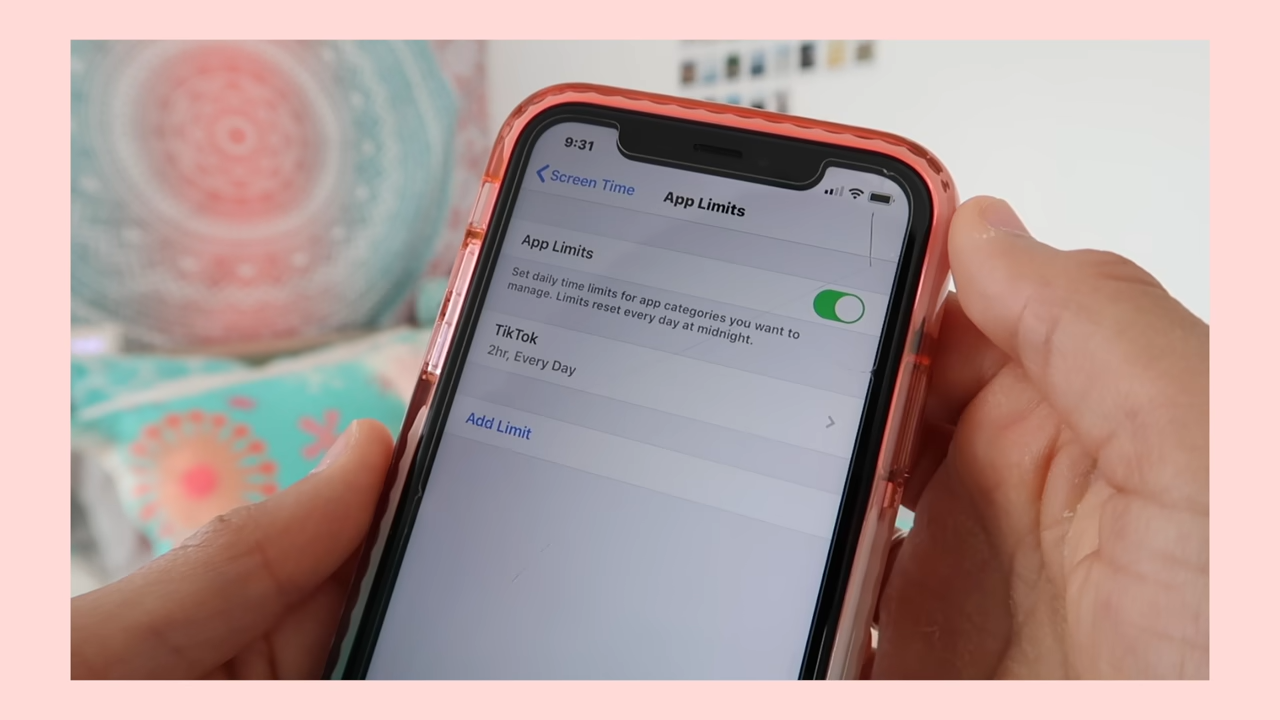 9:31
Screen Time
App Limits
App Limits
Set daily time limits for app categories you want to
manage. Limits reset every day at midnight.
TikTok
2hr, Every Day
Add Limit